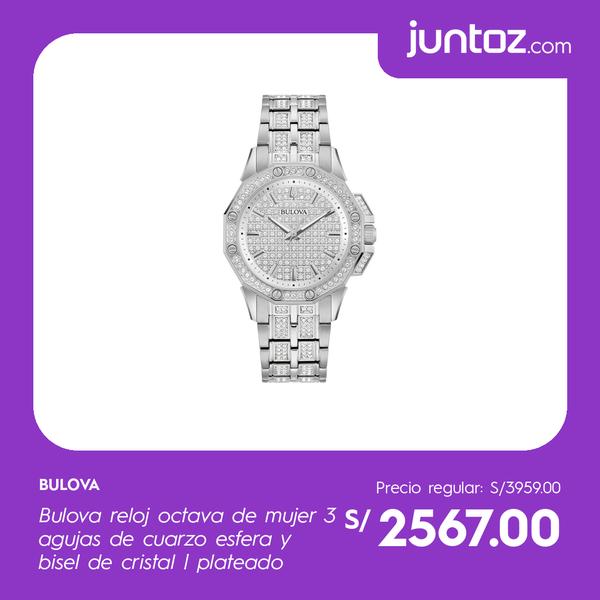 juntoz.com
BULOVA
BULOVA
Precio regular: S/3959.00
Bulova reloj octava de mujer 3
agujas de cuarzo esfera y
bisel de cristal | plateado
S/ 2567.00